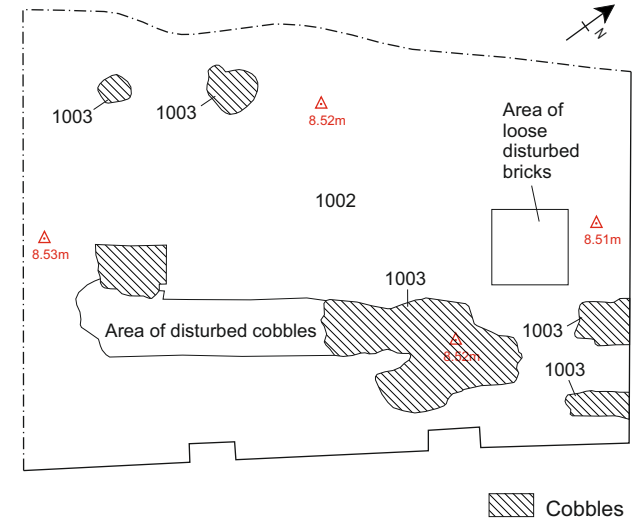 N
1003
1003
8.52m
Area of
loose
disturbed
bricks
1002
8.53m
8.51m
1003
Area of disturbed cobbles
8.52m
1003
1003
Cobbles